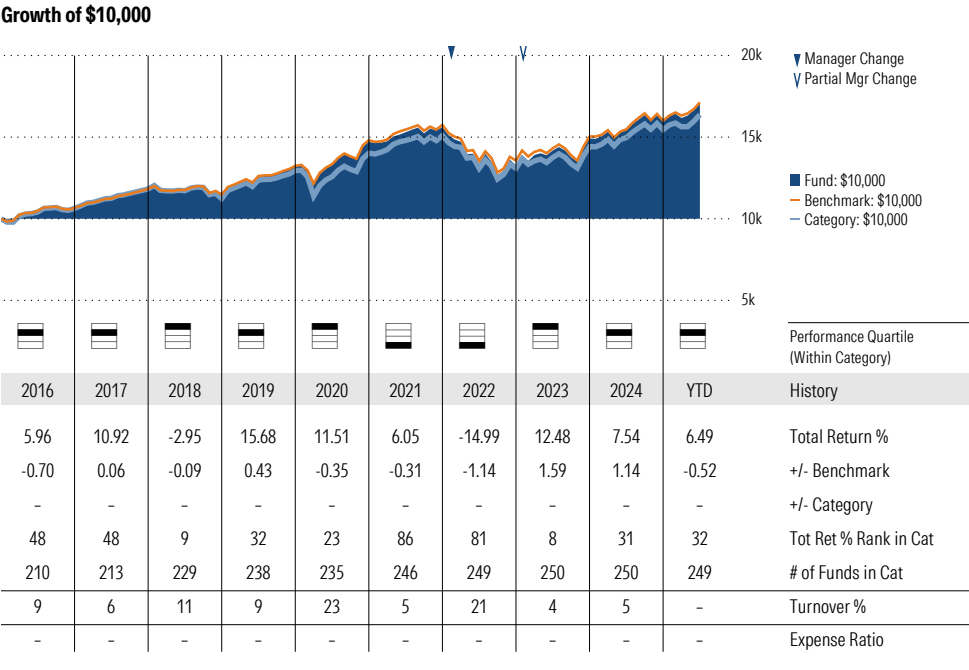 Growth of $10,000
20k
15k
10k
5k
Manager Change
Partial Mgr Change
Fund: $10,000
Benchmark: $10,000
Category: $10,000
Performance Quartile
(Within Category)
2016 2017 2018 2019 2020 2021 2022 2023 2024 YTD History
5.96 10.92 -2.95 15.68 11.51 6.05 -14.99 12.48 7.54 6.49 Total Return %
-0.70 0.06 -0.09 0.43 -0.35 -0.31 -1.14 1.59 1.14 -0.52 +/- Benchmark
– – – – – – – – – – +/- Category
48 48 9 32 23 86 81 8 31 32 Tot Ret % Rank in Cat
210 213 229 238 235 246 249 250 250 249 # of Funds in Cat
9 6 11 9 23 5 21 4 5 – Turnover %
– – – – – – – – – – Expense Ratio